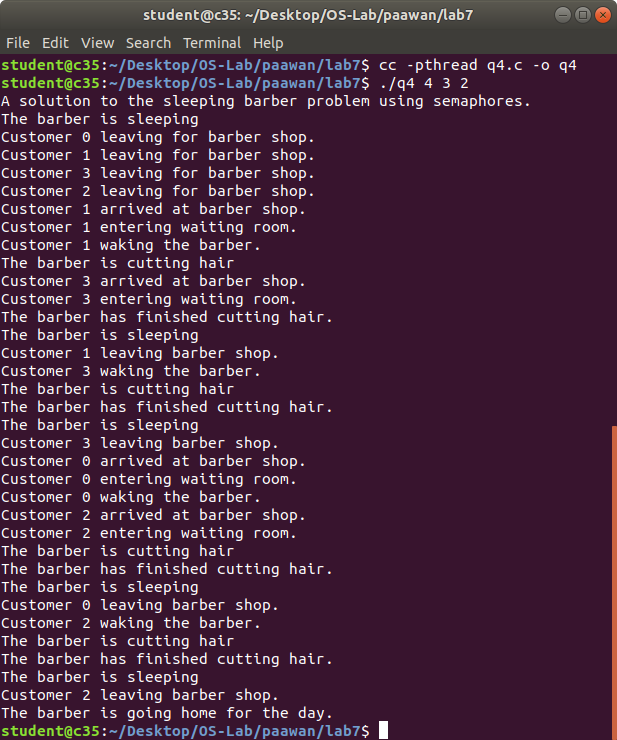 student@c35: ~/Desktop/OS-Lab/paawan/lab7
File Edit View Search Terminal Help
student@c35:~/Desktop/OS-Lab/paawan/lab7$ cc -pthread q4.c -o q4
student@c35:~/Desktop/OS-Lab/paawan/lab7$ ./q4 4 3 2
A solution to the sleeping barber problem using semaphores.
The barber is sleeping
Customer 0 leaving for barber shop.
Customer 1 leaving for barber shop.
Customer 3 leaving for barber shop.
Customer 2 leaving for barber shop.
Customer 1 arrived at barber shop.
Customer 1 entering waiting room.
Customer 1 waking the barber.
The barber is cutting hair
Customer 3 arrived at barber shop.
Customer 3 entering waiting room.
The barber has finished cutting hair.
The barber is sleeping
Customer 1 leaving barber shop.
Customer 3 waking the barber.
The barber is cutting hair
The barber has finished cutting hair.
The barber is sleeping
Customer 3 leaving barber shop.
Customer 0 arrived at barber shop.
Customer 0 entering waiting room.
Customer 0 waking the barber.
Customer 2 arrived at barber shop.
Customer 2 entering waiting room.
The barber is cutting hair
The barber has finished cutting hair.
The barber is sleeping
Customer 0 leaving barber shop.
Customer 2 waking the barber.
The barber is cutting hair
The barber has finished cutting hair.
The barber is sleeping
Customer 2 leaving barber shop.
The barber is going home for the day.
student@c35:~/Desktop/OS-Lab/paawan/lab7$